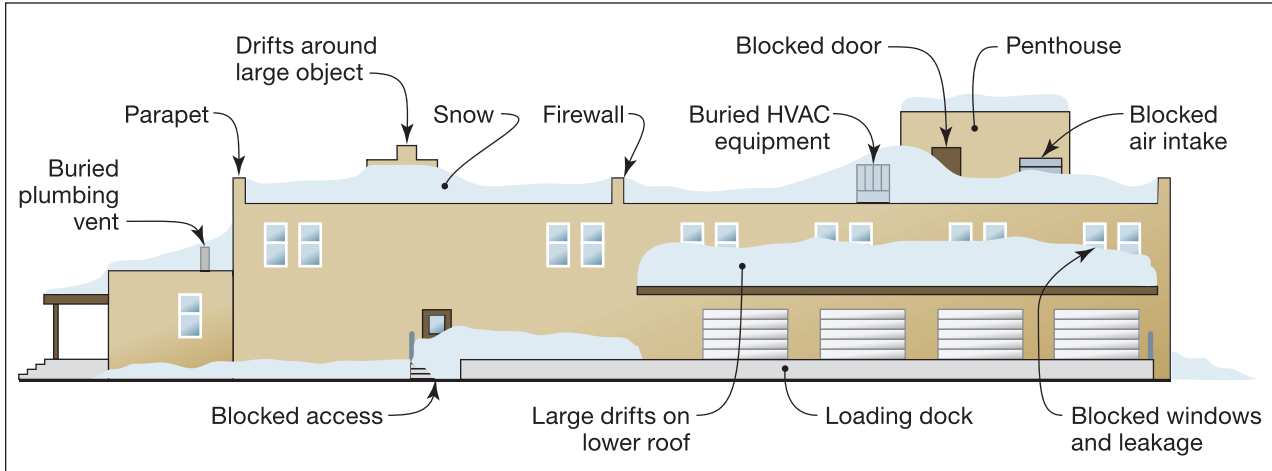 Drifts around
large object
Blocked door
Penthouse
Parapet
Snow
Firewall
Buried HVAC
equipment
Blocked
air intake
Buried
plumbing
vent
Blocked access
Large drifts on
lower roof
Loading dock
Blocked windows
and leakage